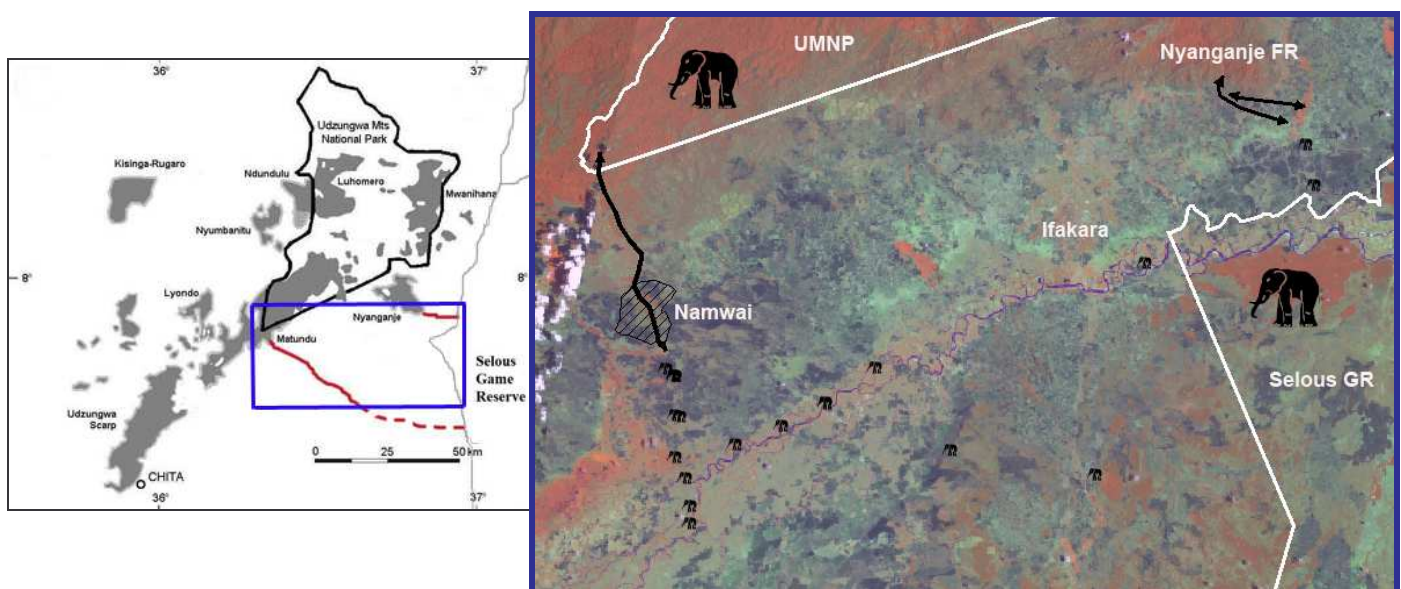 36°
37°
Udzungwa Mts
National Park
Kisinga-Rugaro
Ndundulu
Luhomero
Mwanihana
Nyumbanitu
8°
8°
Lyondo
Nyanganje
Matundu
Selous
Game
Reserve
Udzungwa
Scarp
0 25 50 km
CHITA
36°
37°
UMNP
Nyanganje FR
Ifakara
Namwai
Selous GR